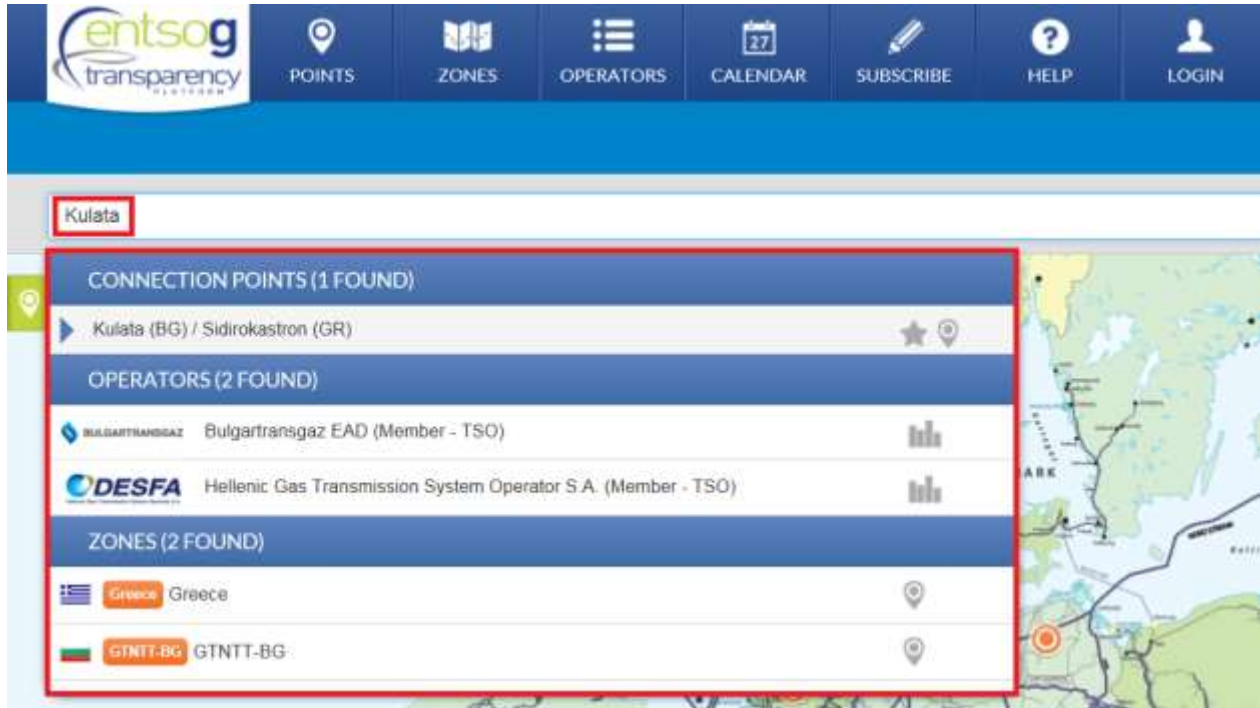 entsog
transparency
PLATFORM
POINTS
ZONES
OPERATORS
27
CALENDAR
SUBSCRIBE
?
HELP
LOGIN
Kulata
CONNECTION POINTS (1 FOUND)
Kulata (BG) / Sidirokastron (GR)
OPERATORS (2 FOUND)
BULGARTRANSGAZ Bulgartransgaz EAD (Member - TSO)
DESFA Hellenic Gas Transmission System Operator S.A. (Member - TSO)
ZONES (2 FOUND)
Greece Greece
GTNTT-BG GTNTT-BG